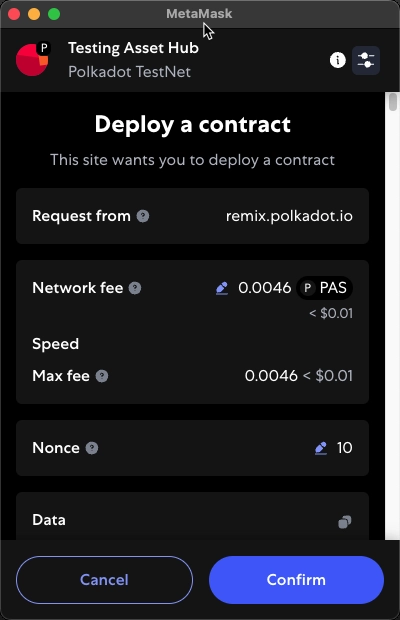 MetaMask
P
Testing Asset Hub
Polkadot TestNet
Deploy a contract
This site wants you to deploy a contract
Request from ? remix.polkadot.io
Network fee ? 0.0046 P PAS
< $0.01
Speed
Max fee ? 0.0046 < $0.01
Nonce ? 10
Data
Cancel Confirm